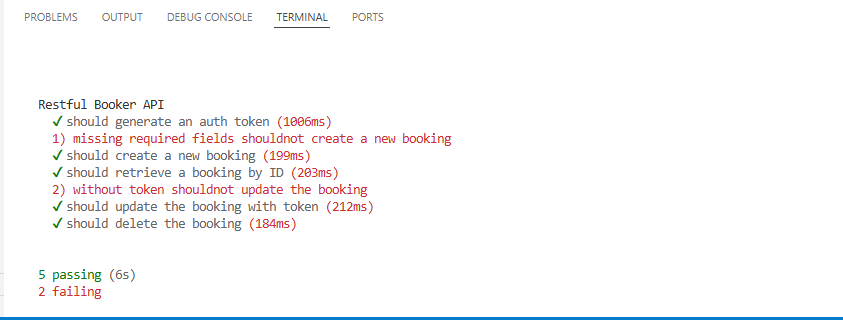 PROBLEMS OUTPUT DEBUG CONSOLE TERMINAL PORTS
Restful Booker API
✓ should generate an auth token (1006ms)
1) missing required fields shouldnot create a new booking
✓ should create a new booking (199ms)
✓ should retrieve a booking by ID (203ms)
2) without token shouldnot update the booking
✓ should update the booking with token (212ms)
✓ should delete the booking (184ms)
5 passing (6s)
2 failing